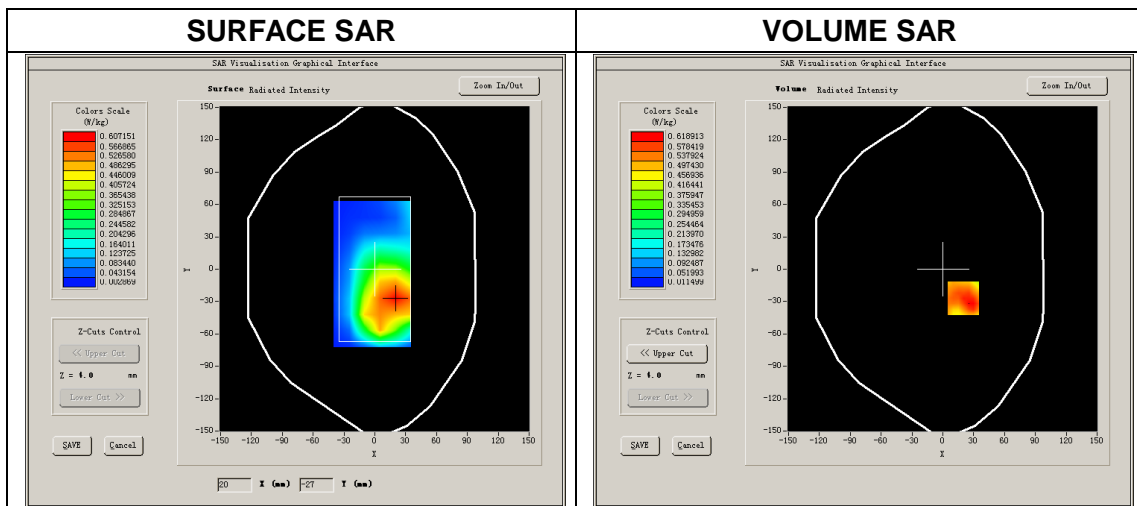 SURFACE SAR
SAR Visualisation Graphical Interface
Surface Radiated Intensity
Zoom In/Out
Colors Scale
(W/kg)
0.607151
0.566865
0.526580
0.486295
0.446009
0.405724
0.365438
0.325153
0.284867
0.244582
0.204296
0.164011
0.123725
0.083440
0.043154
0.002869
Z-Cuts Control
<< Upper Cut
Z = 4.0 mm
Lower Cut >>
SAVE Cancel
150
120
90
60
30
0
-30
-60
-90
-120
-150
Y
-150 -120 -90 -60 -30 0 30 60 90 120 150
X
20 X (mm) -27 Y (mm)
VOLUME SAR
SAR Visualisation Graphical Interface
Volume Radiated Intensity
Zoom In/Out
Colors Scale
(W/kg)
0.618913
0.578419
0.537924
0.497430
0.456936
0.416441
0.375947
0.335453
0.294959
0.254464
0.213970
0.173476
0.132982
0.092487
0.051993
0.011499
Z-Cuts Control
<< Upper Cut
Z = 4.0 mm
Lower Cut >>
SAVE Cancel
150
120
90
60
30
0
-30
-60
-90
-120
-150
Y
-150 -120 -90 -60 -30 0 30 60 90 120 150
X